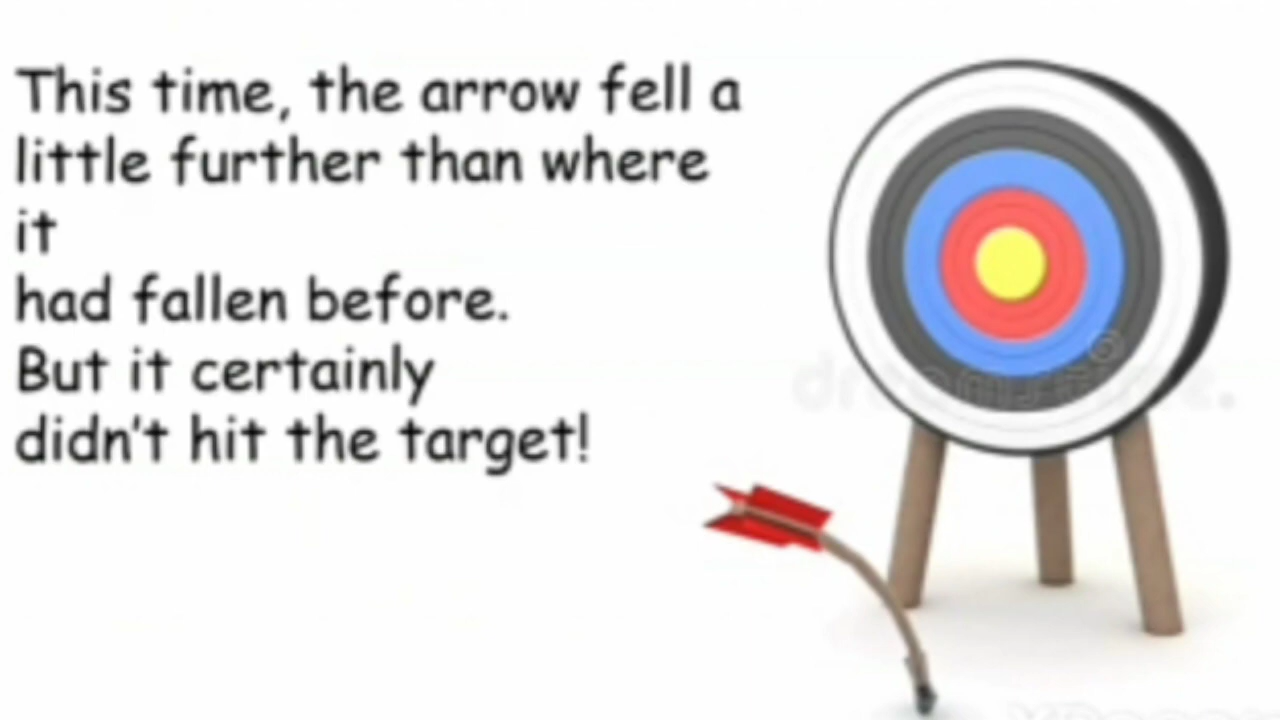 This time, the arrow fell a
little further than where
it
had fallen before.
But it certainly
didn't hit the target!